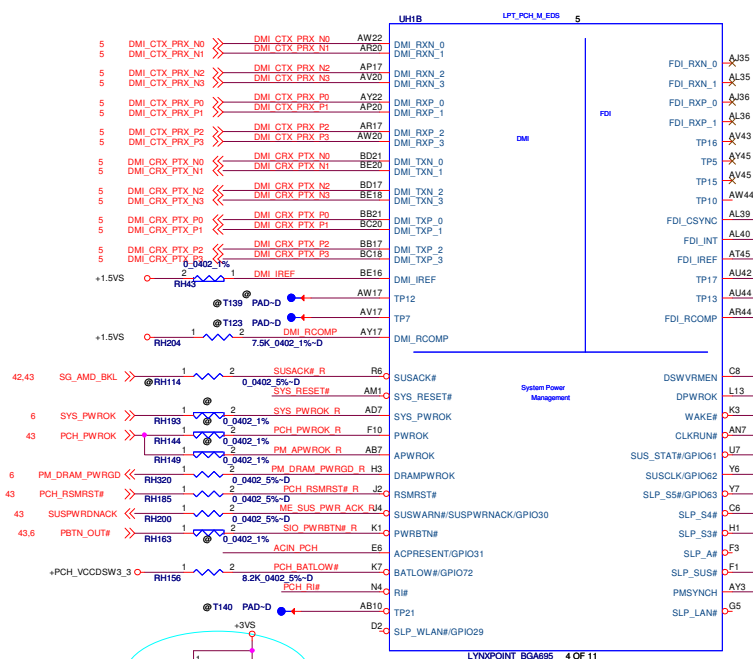 UH1B LPT_PCH_M_EDS 5
5 DMI_CTX_PRX_N0 DMI_CTX_PRX_N0 AW22 DMI_RXN_0
5 DMI_CTX_PRX_N1 DMI_CTX_PRX_N1 AR20 DMI_RXN_1
FDI_RXN_0 AJ35
5 DMI_CTX_PRX_N2 DMI_CTX_PRX_N2 AP17 DMI_RXN_2
5 DMI_CTX_PRX_N3 DMI_CTX_PRX_N3 AV20 DMI_RXN_3
FDI_RXN_1 AL35
5 DMI_CTX_PRX_P0 DMI_CTX_PRX_P0 AY22 DMI_RXP_0
FDI_RXP_0 AJ36
5 DMI_CTX_PRX_P1 DMI_CTX_PRX_P1 AP20 DMI_RXP_1
FDI
FDI_RXP_1 AL36
5 DMI_CTX_PRX_P2 DMI_CTX_PRX_P2 AR17 DMI_RXP_2
5 DMI_CTX_PRX_P3 DMI_CTX_PRX_P3 AW20 DMI_RXP_3
DMI
TP16 AV43
5 DMI_CRX_PTX_N0 DMI_CRX_PTX_N0 BD21 DMI_TXN_0
TP5 AY45
5 DMI_CRX_PTX_N1 DMI_CRX_PTX_N1 BE20 DMI_TXN_1
TP15 AV45
5 DMI_CRX_PTX_N2 DMI_CRX_PTX_N2 BD17 DMI_TXN_2
5 DMI_CRX_PTX_N3 DMI_CRX_PTX_N3 BE18 DMI_TXN_3
TP10 AW44
5 DMI_CRX_PTX_P0 DMI_CRX_PTX_P0 BB21 DMI_TXP_0
FDI_CSYNC AL39
5 DMI_CRX_PTX_P1 DMI_CRX_PTX_P1 BC20 DMI_TXP_1
FDI_INT AL40
5 DMI_CRX_PTX_P2 DMI_CRX_PTX_P2 BB17 DMI_TXP_2
5 DMI_CRX_PTX_P3 DMI_CRX_PTX_P3 BC18 DMI_TXP_3
FDI_IREF AT45
0_0402_1%
+1.5VS 2 1 DMI_IREF BE16 DMI_IREF
RH43
TP17 AU42
@
@T139 PAD~D AW17 TP12
TP13 AU44
@T123 PAD~D AV17 TP7
FDI_RCOMP AR44
+1.5VS 1 2 DMI_RCOMP AY17 DMI_RCOMP
RH204 7.5K_0402_1%~D
42,43 SG_AMD_BKL 1 2 SUSACK#_R R6 SUSACK#
@RH114 0_0402_5%~D
DSWVRMEN C8
System Power
Management
SYS_RESET# AM1 SYS_RESET#
DPWROK L13
@
6 SYS_PWROK 1 2 SYS_PWROK_R AD7 SYS_PWROK
RH193 0_0402_1%
WAKE# K3
@
43 PCH_PWROK 1 2 PCH_PWROK_R F10 PWROK
RH144 0_0402_1%
CLKRUN# AN7
@
1 2 PM_APWROK_R AB7 APWROK
RH149 0_0402_1%
SUS_STAT#/GPIO61 U7
6 PM_DRAM_PWRGD 1 2 PM_DRAM_PWRGD_R H3 DRAMPWROK
RH320 0_0402_5%~D
SUSCLK/GPIO62 Y6
43 PCH_RSMRST# 1 2 PCH_RSMRST#_R J2 RSMRST#
RH185 0_0402_5%~D
SLP_S5#/GPIO63 Y7
43 SUSPWRDNACK 1 2 ME_SUS_PWR_ACK_R J4 SUSWARN#/SUSPWRNACK/GPIO30
RH200 0_0402_5%~D
SLP_S4# C6
43,6 PBTN_OUT# 1 2 SIO_PWRBTN#_R K1 PWRBTN#
RH163 @ 0_0402_1%
SLP_S3# H1
ACIN_PCH E6 ACPRESENT/GPIO31
SLP_A# F3
+PCH_VCCDSW3_3 1 2 PCH_BATLOW# K7 BATLOW#/GPIO72
RH156 8.2K_0402_5%~D
SLP_SUS# F1
PCH_RI# N4 RI#
PMSYNCH AY3
@T140 PAD~D AB10 TP21
SLP_LAN# G5
+3VS
D2 SLP_WLAN#/GPIO29
1
LYNXPOINT_BGA695 4 OF 11